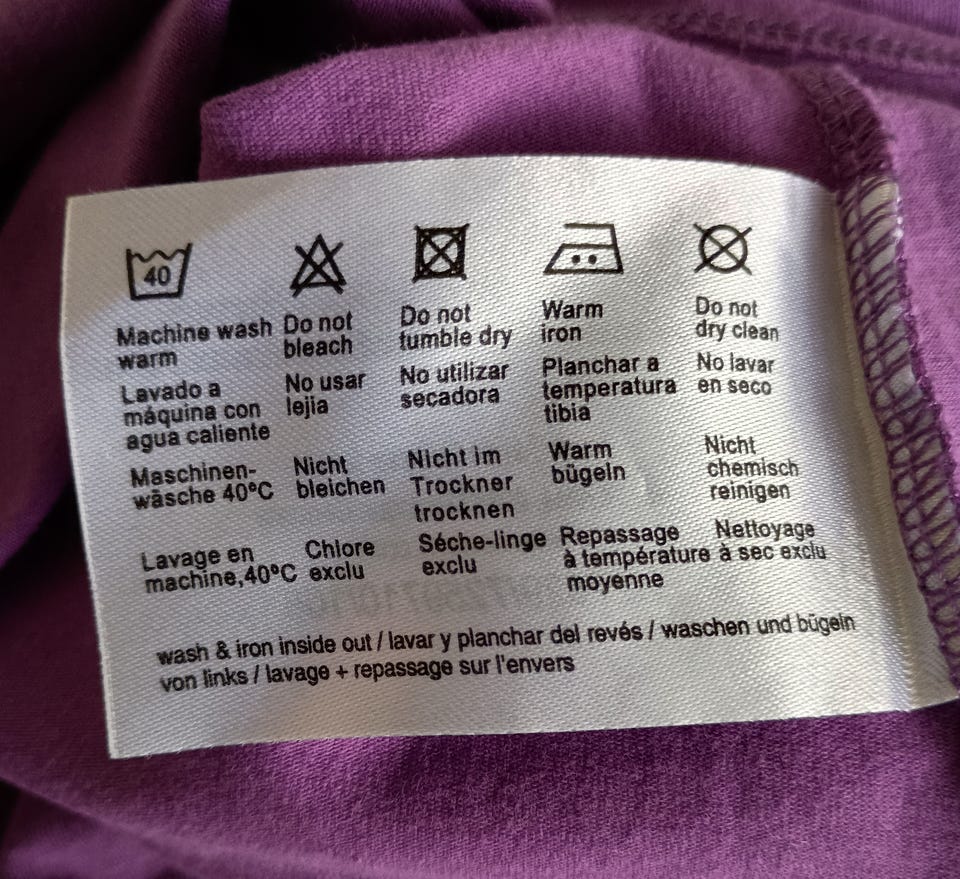 40
Machine wash
warm
Do not
bleach
Do not
tumble dry
Warm
iron
Do not
dry clean
Lavado a
máquina con
agua caliente
No usar
lejia
No utilizar
secadora
Planchar a
temperatura
tibia
No lavar
en seco
Maschinen-
wäsche 40°C
Nicht
bleichen
Nicht im
Trockner
trocknen
Warm
bügeln
Nicht
chemisch
reinigen
Lavage en
machine,40°C
Chlore
exclu
Séche-linge
exclu
Repassage
à température
moyenne
Nettoyage
à sec exclu
wash & iron inside out / lavar y planchar del revés / waschen und bügeln
von links / lavage + repassage sur l'envers